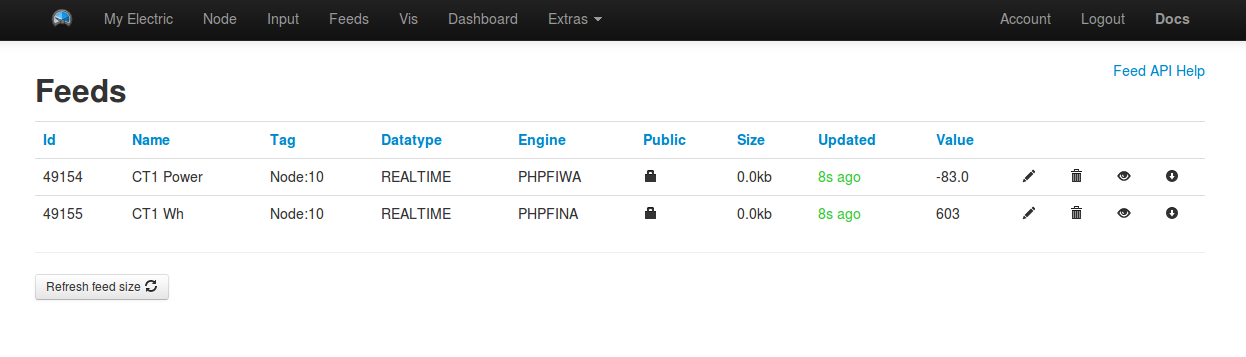 My Electric Node Input Feeds Vis Dashboard Extras Account Logout Docs
Feed API Help
Feeds
Id Name Tag Datatype Engine Public Size Updated Value
49154 CT1 Power Node:10 REALTIME PHPFIWA 0.0kb 8s ago -83.0
49155 CT1 Wh Node:10 REALTIME PHPFINA 0.0kb 8s ago 603
Refresh feed size